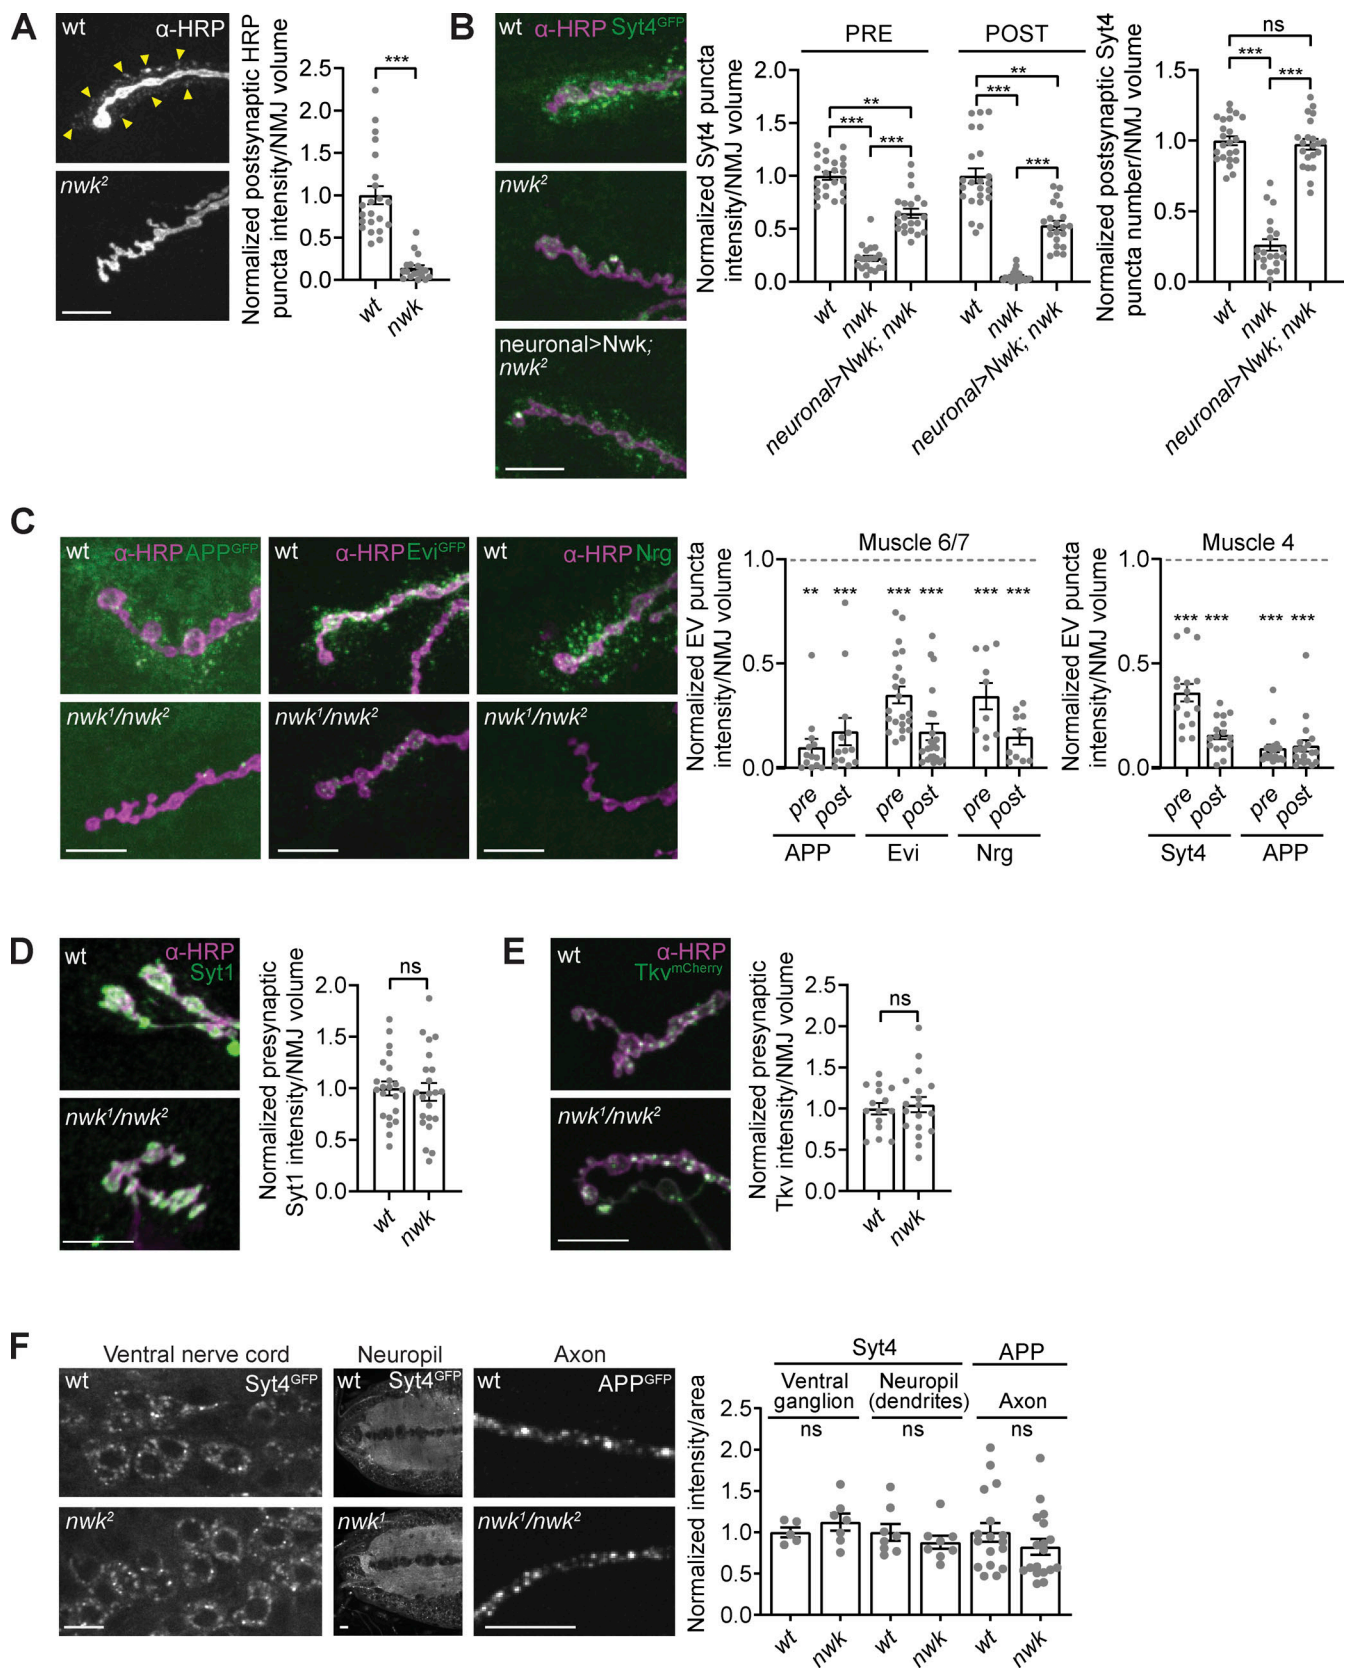 A
wt
α-HRP
nwk²
Normalized postsynaptic HRP
puncta intensity/NMJ volume
2.5
2.0
1.5
1.0
0.5
0.0
***
wt
nwk
B
wt
α-HRP Syt4GFP
nwk²
neuronal>Nwk;
nwk²
Normalized Syt4 puncta
intensity/NMJ volume
PRE
POST
2.0
1.5
1.0
0.5
0.0
**
***
***
**
***
***
wt
nwk
neuronal>Nwk; nwk
wt
nwk
neuronal>Nwk; nwk
Normalized postsynaptic Syt4
puncta number/NMJ volume
1.5
1.0
0.5
0.0
ns
***
***
wt
nwk
neuronal>Nwk; nwk
C
wt
α-HRP APPGFP
wt
α-HRP EviGFP
wt
α-HRP Nrg
nwk¹/nwk²
nwk¹/nwk²
nwk¹/nwk²
Normalized EV puncta
intensity/NMJ volume
Muscle 6/7
1.0
0.5
0.0
** *** *** *** *** ***
pre post pre post pre post
APP Evi Nrg
Normalized EV puncta
intensity/NMJ volume
Muscle 4
1.0
0.5
0.0
*** *** *** ***
pre post pre post
Syt4 APP
D
wt
α-HRP
Syt1
nwk¹/nwk²
Normalized presynaptic
Syt1 intensity/NMJ volume
2.0
1.5
1.0
0.5
0.0
ns
wt
nwk
E
wt
α-HRP
TkvmCherry
nwk¹/nwk²
Normalized presynaptic
Tkv intensity/NMJ volume
2.5
2.0
1.5
1.0
0.5
0.0
ns
wt
nwk
F
Ventral nerve cord
Neuropil
Axon
wt
Syt4GFP
wt
Syt4GFP
wt
APPGFP
nwk²
nwk¹
nwk¹/nwk²
Normalized intensity/area
Syt4
APP
Ventral
ganglion
Neuropil
(dendrites)
Axon
ns
ns
ns
2.5
2.0
1.5
1.0
0.5
0.0
wt
nwk
wt
nwk
wt
nwk